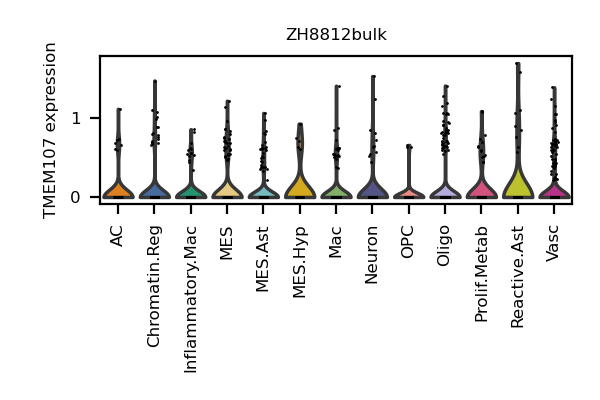 ZH8812bulk
TMEM107 expression
1
0
AC
Chromatin.Reg
Inflammatory.Mac
MES
MES.Ast
MES.Hyp
Mac
Neuron
OPC
Oligo
Prolif.Metab
Reactive.Ast
Vasc